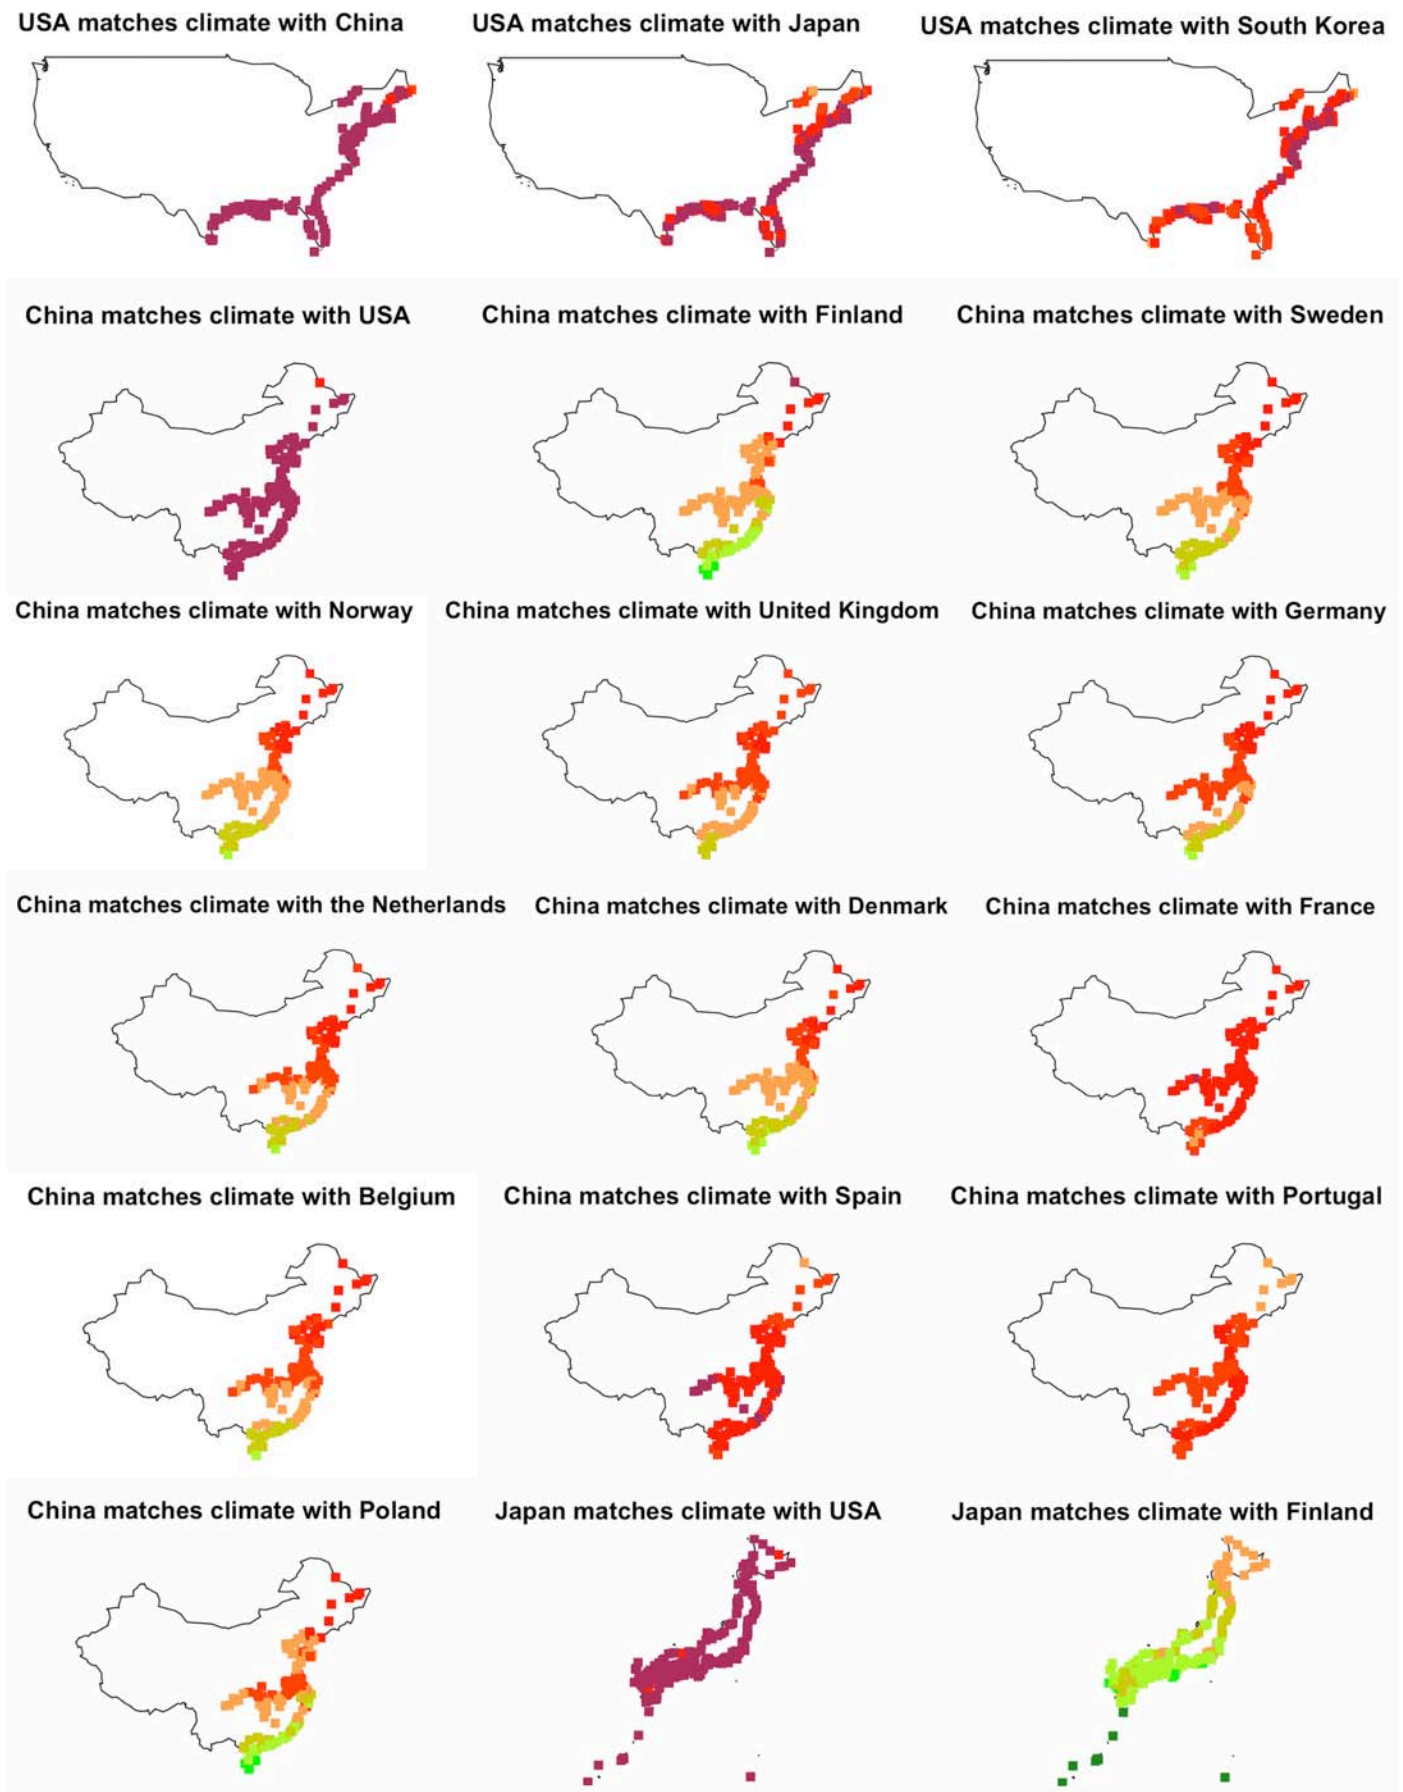 USA matches climate with China
USA matches climate with Japan
USA matches climate with South Korea
China matches climate with USA
China matches climate with Finland
China matches climate with Sweden
China matches climate with Norway
China matches climate with United Kingdom
China matches climate with Germany
China matches climate with the Netherlands
China matches climate with Denmark
China matches climate with France
China matches climate with Belgium
China matches climate with Spain
China matches climate with Portugal
China matches climate with Poland
Japan matches climate with USA
Japan matches climate with Finland